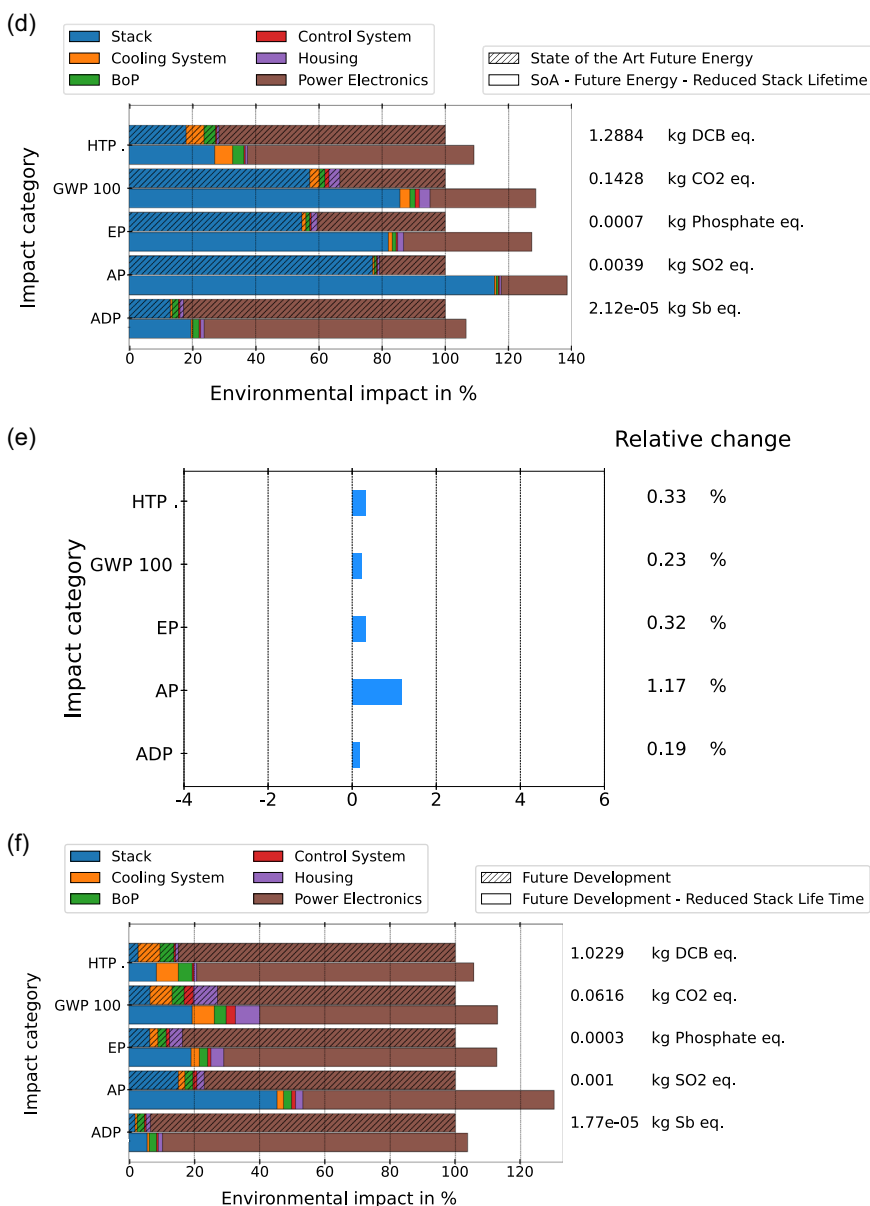 (d)
Stack
Control System
Cooling System
Housing
BoP
Power Electronics
State of the Art Future Energy
SoA - Future Energy - Reduced Stack Lifetime
Impact category
HTP .
1.2884 kg DCB eq.
GWP 100
0.1428 kg CO2 eq.
EP
0.0007 kg Phosphate eq.
AP
0.0039 kg SO2 eq.
ADP
2.12e-05 kg Sb eq.
0 20 40 60 80 100 120 140
Environmental impact in %
(e)
Relative change
Impact category
HTP .
0.33 %
GWP 100
0.23 %
EP
0.32 %
AP
1.17 %
ADP
0.19 %
-4 -2 0 2 4 6
(f)
Stack
Control System
Cooling System
Housing
BoP
Power Electronics
Future Development
Future Development - Reduced Stack Life Time
Impact category
HTP .
1.0229 kg DCB eq.
GWP 100
0.0616 kg CO2 eq.
EP
0.0003 kg Phosphate eq.
AP
0.001 kg SO2 eq.
ADP
1.77e-05 kg Sb eq.
0 20 40 60 80 100 120
Environmental impact in %